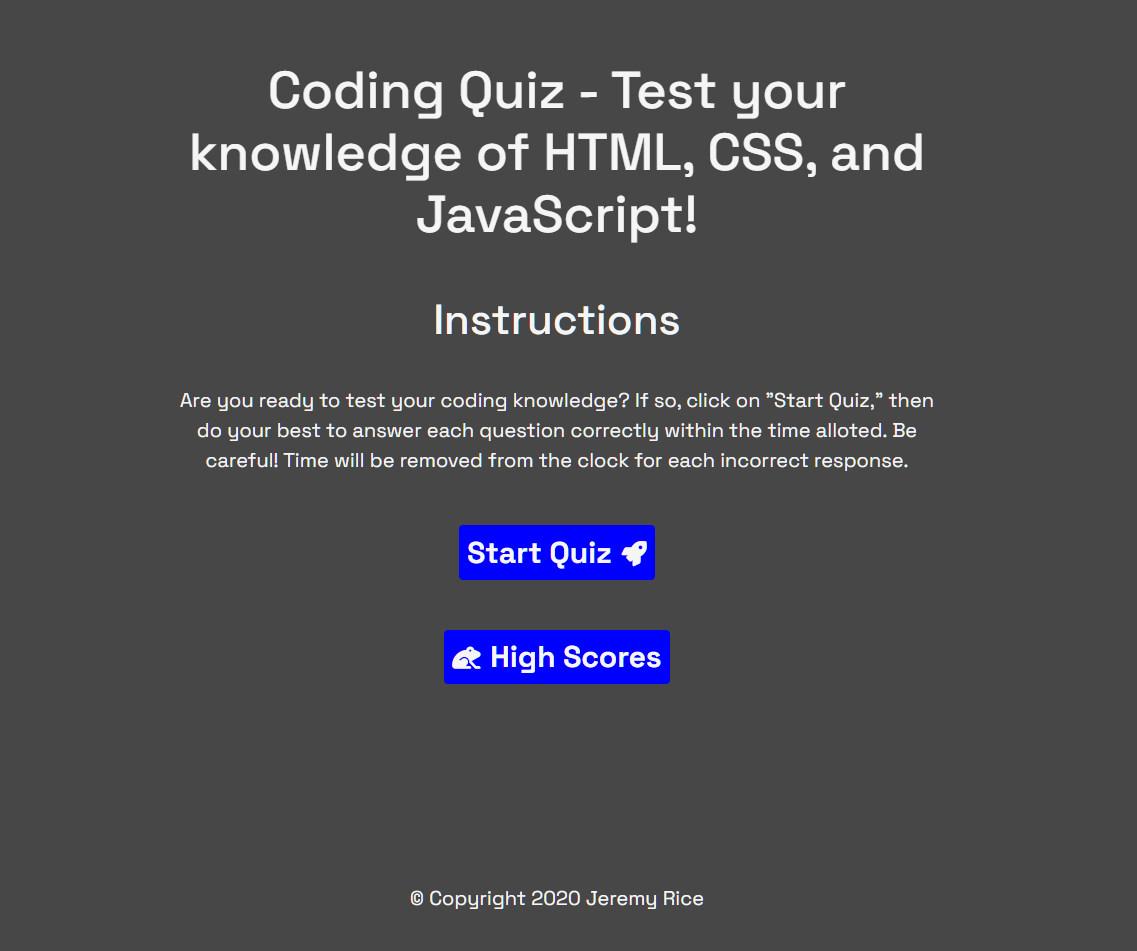 Coding Quiz - Test your
knowledge of HTML, CSS, and
JavaScript!
Instructions
Are you ready to test your coding knowledge? If so, click on "Start Quiz," then
do your best to answer each question correctly within the time alloted. Be
careful! Time will be removed from the clock for each incorrect response.
Start Quiz
High Scores
© Copyright 2020 Jeremy Rice